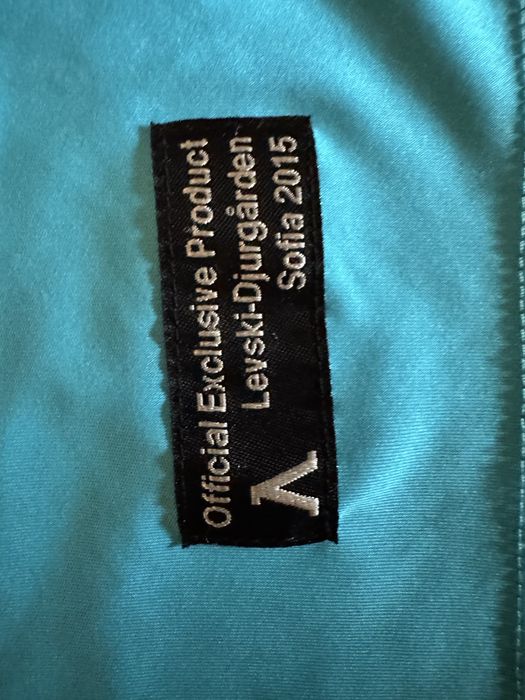 Official Exclusive Product
Levski-Djurgården
Sofia 2015